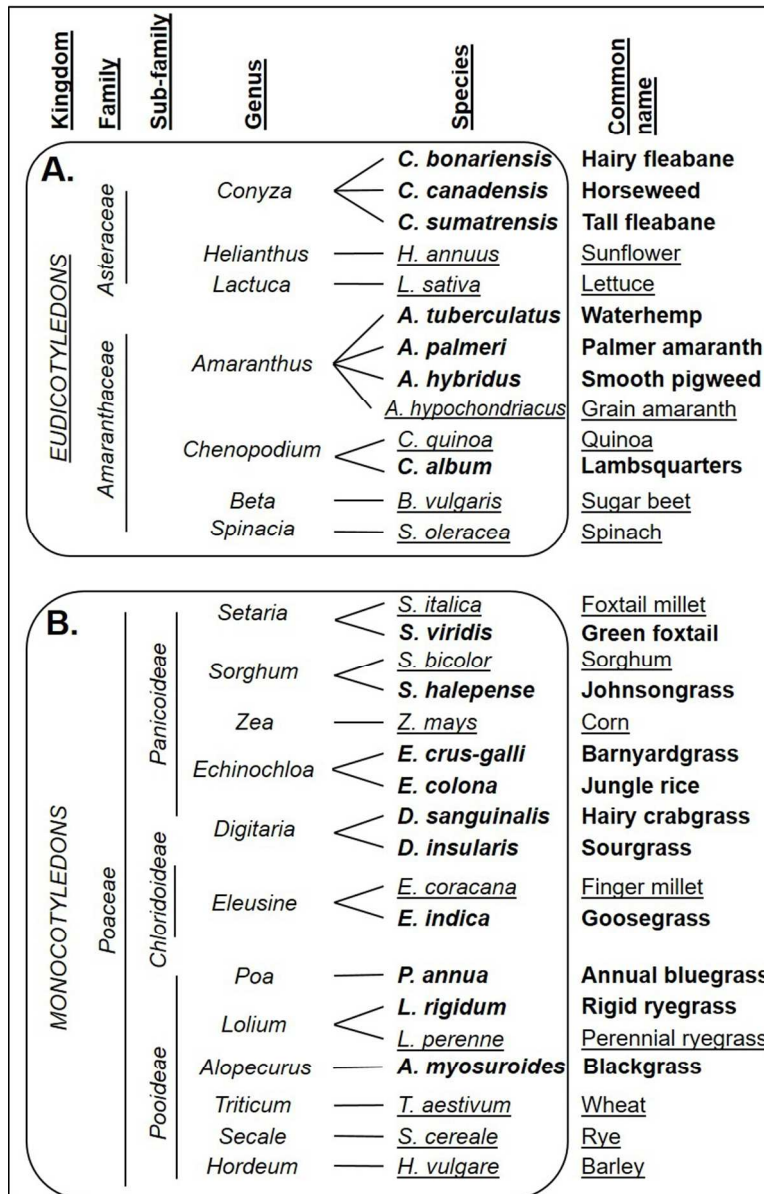 Kingdom Family Sub-family Genus Species Common name
A.
EUDICOTYLEDONS
Asteraceae
Conyza C. bonariensis Hairy fleabane
C. canadensis Horseweed
C. sumatrensis Tall fleabane
Helianthus H. annuus Sunflower
Lactuca L. sativa Lettuce
Amaranthaceae
Amaranthus A. tuberculatus Waterhemp
A. palmeri Palmer amaranth
A. hybridus Smooth pigweed
A. hypochondriacus Grain amaranth
Chenopodium C. quinoa Quinoa
C. album Lambsquarters
Beta B. vulgaris Sugar beet
Spinacia S. oleracea Spinach
B.
MONOCOTYLEDONS
Poaceae
Panicoideae
Setaria S. italica Foxtail millet
S. viridis Green foxtail
Sorghum S. bicolor Sorghum
S. halepense Johnsongrass
Zea Z. mays Corn
Echinochloa E. crus-galli Barnyardgrass
E. colona Jungle rice
Digitaria D. sanguinalis Hairy crabgrass
D. insularis Sourgrass
Chloridoideae
Eleusine E. coracana Finger millet
E. indica Goosegrass
Pooideae
Poa P. annua Annual bluegrass
Lolium L. rigidum Rigid ryegrass
L. perenne Perennial ryegrass
Alopecurus A. myosuroides Blackgrass
Triticum T. aestivum Wheat
Secale S. cereale Rye
Hordeum H. vulgare Barley